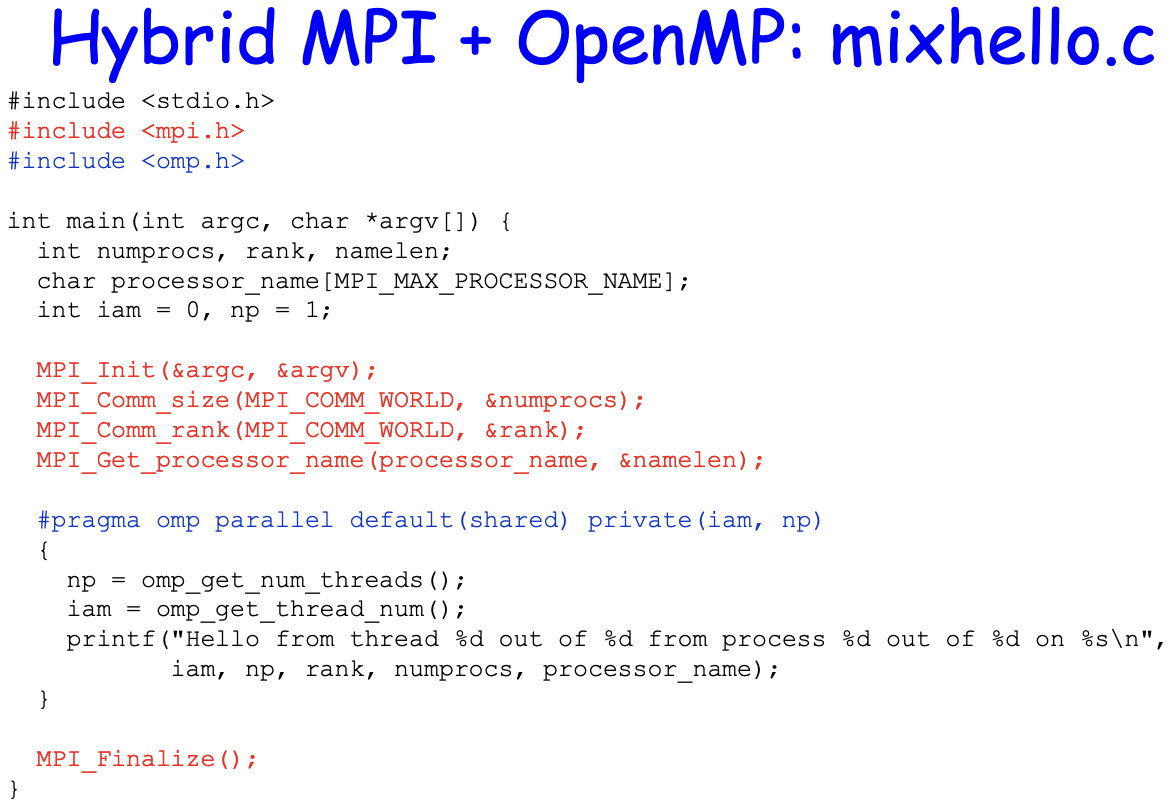 Hybrid MPI + OpenMP: mixhello.c
#include <stdio.h>
#include <mpi.h>
#include <omp.h>
int main(int argc, char *argv[]) {
int numprocs, rank, namelen;
char processor_name[MPI_MAX_PROCESSOR_NAME];
int iam = 0, np = 1;
MPI_Init(&argc, &argv);
MPI_Comm_size(MPI_COMM_WORLD, &numprocs);
MPI_Comm_rank(MPI_COMM_WORLD, &rank);
MPI_Get_processor_name(processor_name, &namelen);
#pragma omp parallel default(shared) private(iam, np)
{
np = omp_get_num_threads();
iam = omp_get_thread_num();
printf("Hello from thread %d out of %d from process %d out of %d on %s\n",
iam, np, rank, numprocs, processor_name);
}
MPI_Finalize();
}